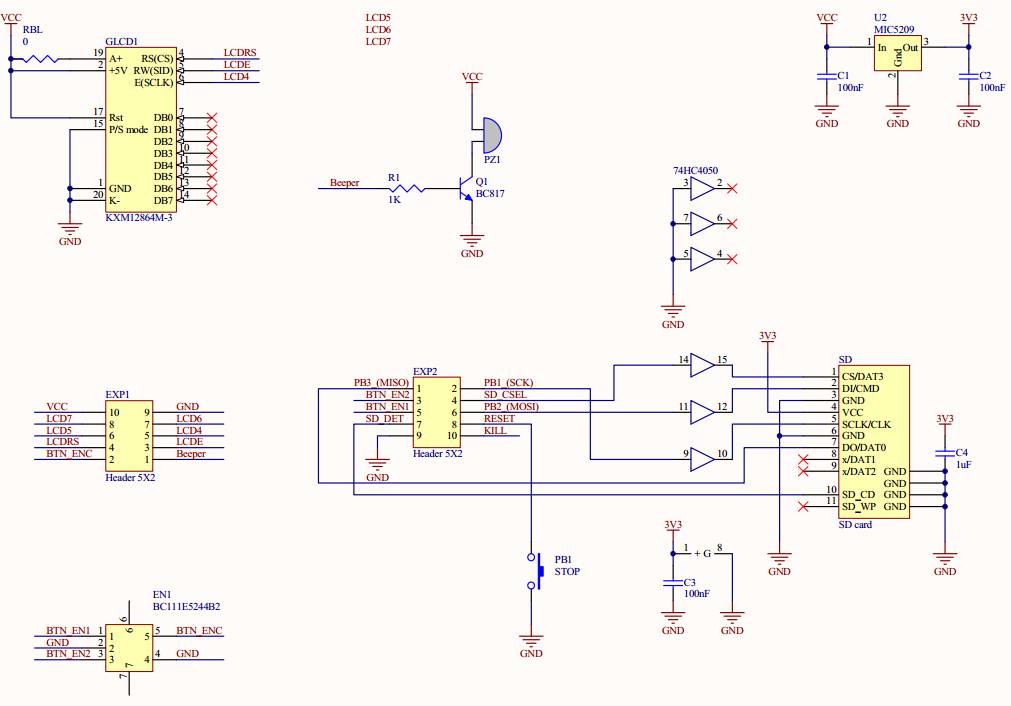 VCC
RBL
0
GLCD1
19 A+ RS(CS) 4 LCDRS
2 +5V RW(SID) 5 LCDE
E(SCLK) 6 LCD4
17 Rst DB0 7
15 P/S mode DB1 8
DB2 9
DB3 10
DB4 11
DB5 12
1 GND DB6 13
20 K- DB7 14
KXM12864M-3
GND
LCD5
LCD6
LCD7
VCC
PZ1
Beeper
R1
1K
Q1
BC817
GND
VCC
C1
100nF
GND
U2
MIC5209
1 In Out 3
Gnd
2
GND
3V3
C2
100nF
GND
74HC4050
3 2
7 6
5 4
GND
EXP1
VCC 10 9 GND
LCD7 8 7 LCD6
LCD5 6 5 LCD4
LCDRS 4 3 LCDE
BTN_ENC 2 1 Beeper
Header 5X2
EXP2
PB3_(MISO) 1 2 PB1_(SCK)
BTN_EN2 3 4 SD_CSEL
BTN_EN1 5 6 PB2_(MOSI)
SD_DET 7 8 RESET
9 10 KILL
Header 5X2
GND
14 15
11 12
9 10
3V3
SD
1 CS/DAT3
2 DI/CMD
3 GND
4 VCC
5 SCLK/CLK
6 GND
7 DO/DAT0
8 x/DAT1
9 x/DAT2 GND
GND
10 SD_CD GND
11 SD_WP GND
SD card
3V3
C4
1uF
GND
GND
PB1
STOP
GND
3V3
1 + G 8
C3
100nF
GND
GND
EN1
BC111E5244B2
6
6
BTN_EN1 1 1 5 5 BTN_ENC
GND 2 2
BTN_EN2 3 3 4 4 GND
7
7